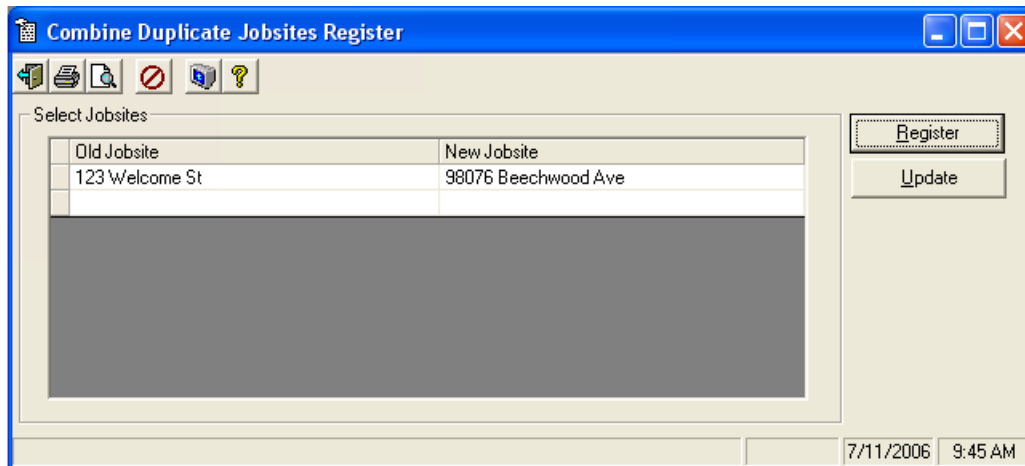 Combine Duplicate Jobsites Register
Select Jobsites
Old Jobsite New Jobsite
123 Welcome St 98076 Beechwood Ave
Register
Update
7/11/2006 9:45 AM